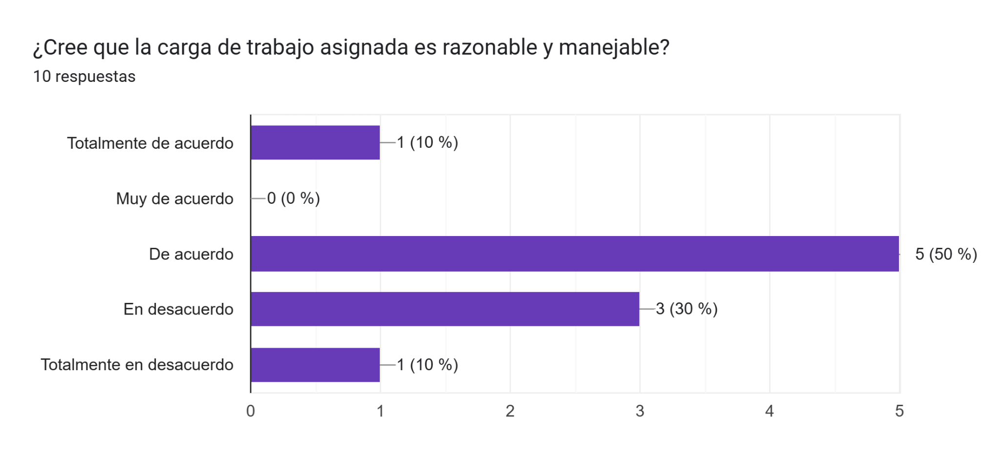 ¿Cree que la carga de trabajo asignada es razonable y manejable?
10 respuestas
Totalmente de acuerdo
1 (10 %)
Muy de acuerdo
0 (0 %)
De acuerdo
5 (50 %)
En desacuerdo
3 (30 %)
Totalmente en desacuerdo
1 (10 %)
0 1 2 3 4 5